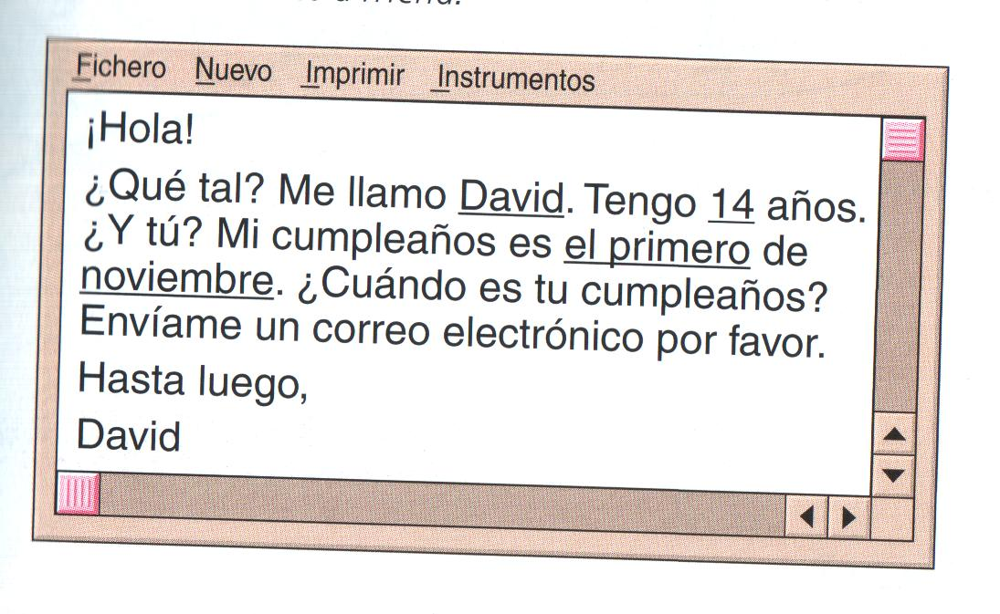 a friend.
Fichero Nuevo Imprimir Instrumentos
¡Hola!
¿Qué tal? Me llamo David. Tengo 14 años.
¿Y tú? Mi cumpleaños es el primero de
noviembre. ¿Cuándo es tu cumpleaños?
Envíame un correo electrónico por favor.
Hasta luego,
David